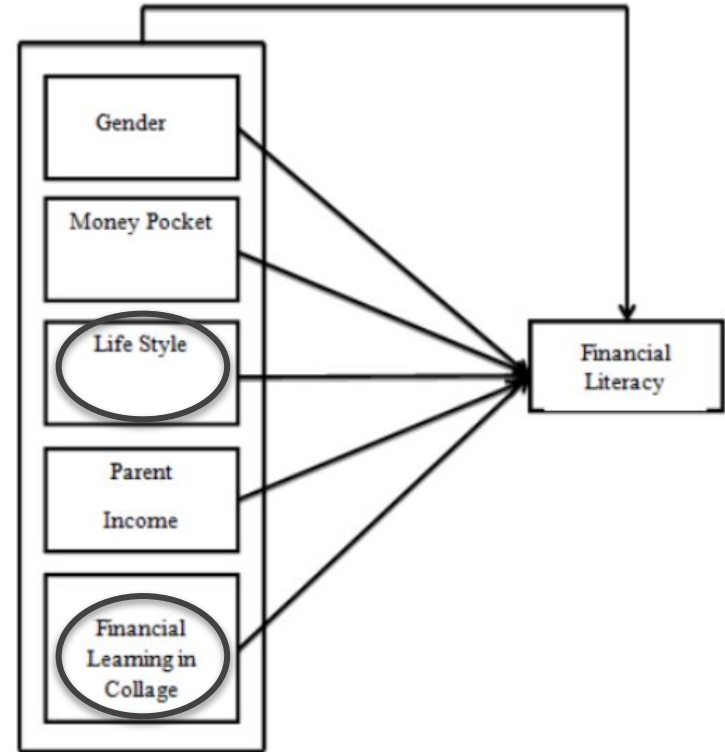 Gender
Money Pocket
Life Style
Parent
Income
Financial
Learning in
Collage
Financial
Literacy